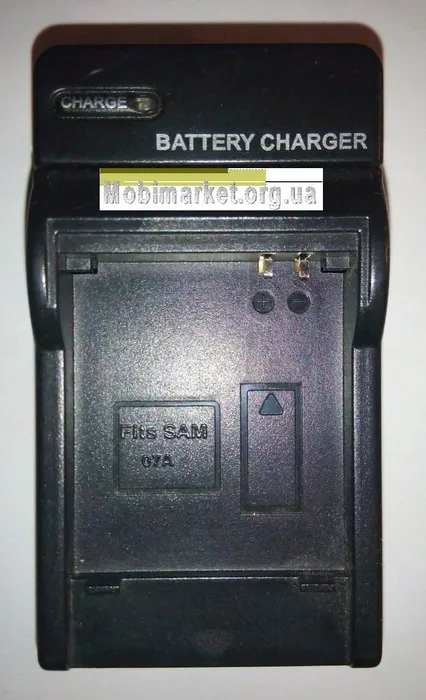 CHARGE
BATTERY CHARGER
Mobimarket.org.ua
Fits SAM
07A